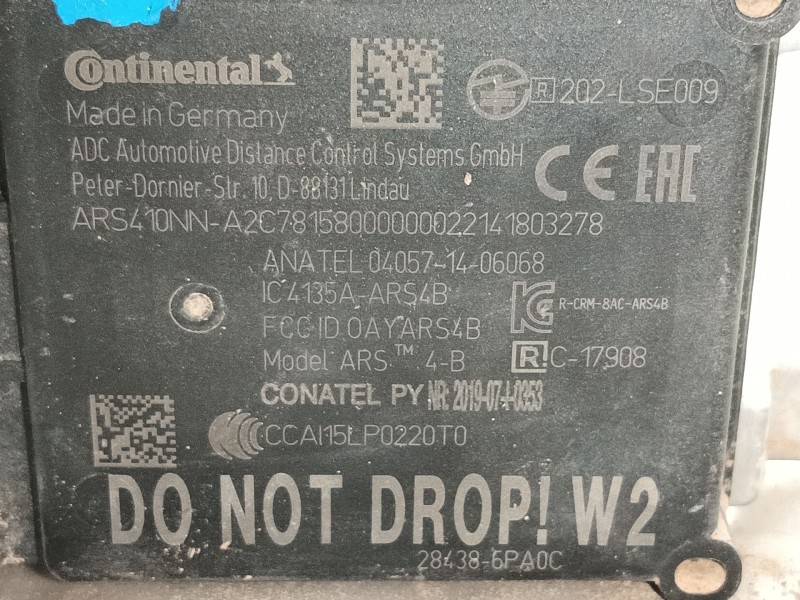 Continental
R 202-LSE009
Made in Germany
ADC Automotive Distance Control Systems GmbH
Peter-Dornier-Str. 10, D-88131 Lindau
CE EAC
ARS410NN-A2C78158000000022141803278
ANATEL 04057-14-06068
IC 4135A-ARS4B
R-CRM-8AC-ARS4B
FCC ID OAYARS4B
Model ARS™ 4-B
R C-17908
CONATEL PY NR: 2019-07-I-0353
CCAI15LP0220T0
DO NOT DROP! W2
28438-6PA0C